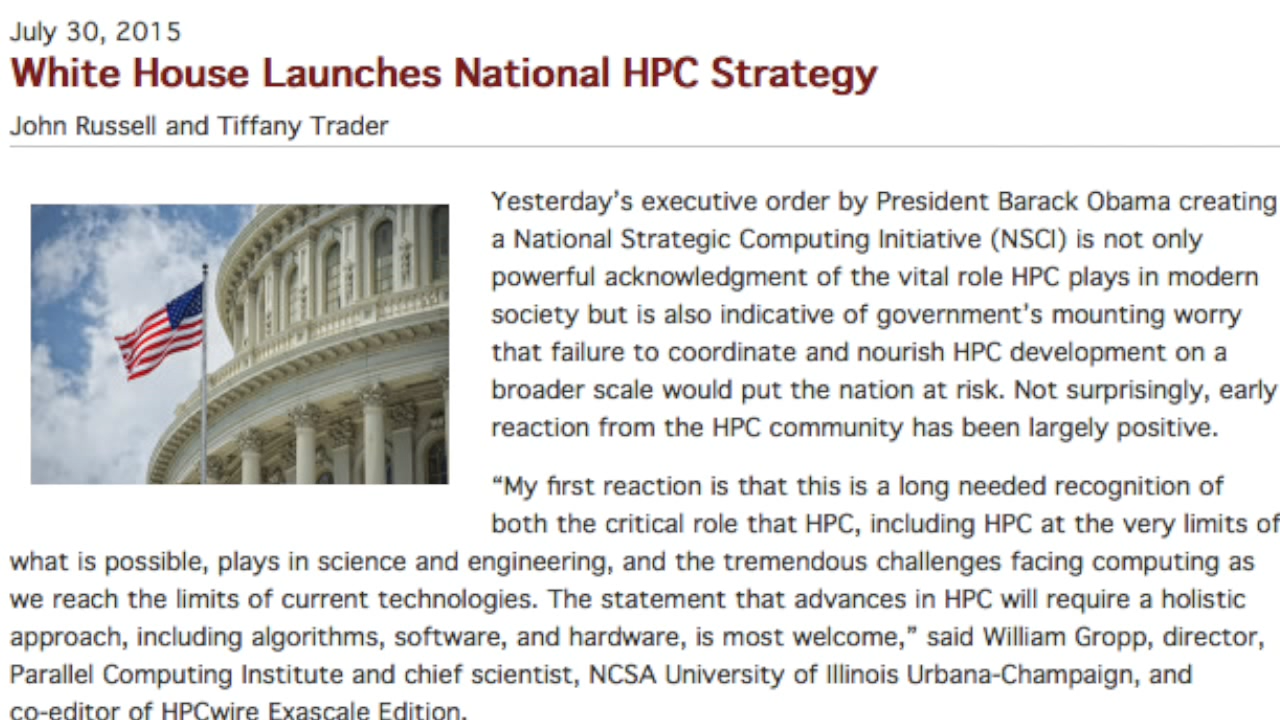 July 30, 2015
White House Launches National HPC Strategy
John Russell and Tiffany Trader
Yesterday's executive order by President Barack Obama creating
a National Strategic Computing Initiative (NSCI) is not only
powerful acknowledgment of the vital role HPC plays in modern
society but is also indicative of government's mounting worry
that failure to coordinate and nourish HPC development on a
broader scale would put the nation at risk. Not surprisingly, early
reaction from the HPC community has been largely positive.
“My first reaction is that this is a long needed recognition of
both the critical role that HPC, including HPC at the very limits of
what is possible, plays in science and engineering, and the tremendous challenges facing computing as
we reach the limits of current technologies. The statement that advances in HPC will require a holistic
approach, including algorithms, software, and hardware, is most welcome,” said William Gropp, director,
Parallel Computing Institute and chief scientist, NCSA University of Illinois Urbana-Champaign, and
co-editor of HPCwire Exascale Edition.